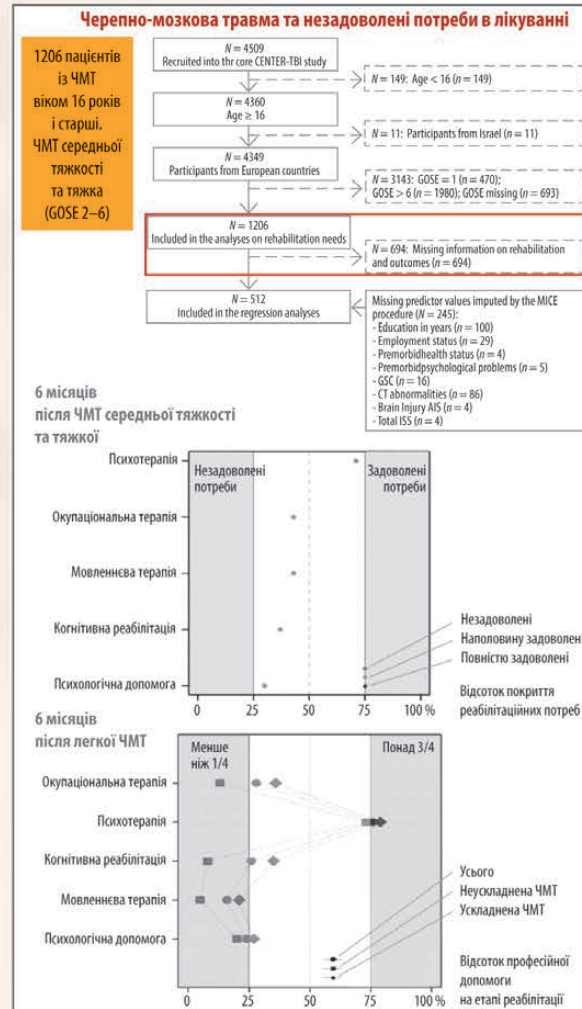 Черепно-мозкова травма та незадоволені потреби в лікуванні
1206 пацієнтів
із ЧМТ
віком 16 років
і старші.
ЧМТ середньої
тяжкості
та тяжка
(GOSE 2–6)
N = 4509
Recruited into thr core CENTER-TBI study
N = 149: Age < 16 (n = 149)
N = 4360
Age ≥ 16
N = 11: Participants from Israel (n = 11)
N = 4349
Participants from European countries
N = 3143: GOSE = 1 (n = 470);
GOSE > 6 (n = 1980); GOSE missing (n = 693)
N = 1206
Included in the analyses on rehabilitation needs
N = 694: Missing information on rehabilitation
and outcomes (n = 694)
N = 512
Included in the regression analyses
Missing predictor values imputed by the MICE
procedure (N = 245):
- Education in years (n = 100)
- Employment status (n = 29)
- Premorbidhealth status (n = 4)
- Premorbidpsychological problems (n = 5)
- GSC (n = 16)
- CT abnormalities (n = 86)
- Brain Injury AIS (n = 4)
- Total ISS (n = 4)
6 місяців
після ЧМТ середньої тяжкості
та тяжкої
Незадоволені
потреби
Задоволені
потреби
Психотерапія
Окупаціональна терапія
Мовленнєва терапія
Когнітивна реабілітація
Психологічна допомога
Незадоволені
Наполовину задоволені
Повністю задоволені
Відсоток покриття
реабілітаційних потреб
0 25 50 75 100 %
6 місяців
після легкої ЧМТ
Менше
ніж 1/4
Понад 3/4
Окупаціональна терапія
Психотерапія
Когнітивна реабілітація
Мовленнєва терапія
Психологічна допомога
Усього
Неускладнена ЧМТ
Ускладнена ЧМТ
Відсоток професійної
допомоги
на етапі реабілітації
0 25 50 75 100 %